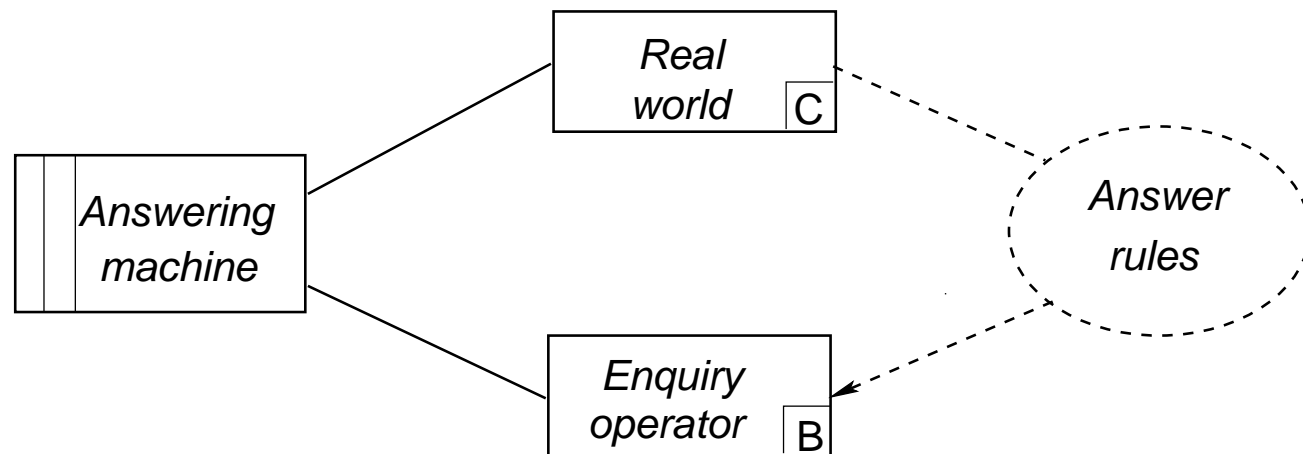 Real
world
C
Answering
machine
Answer
rules
Enquiry
operator
B